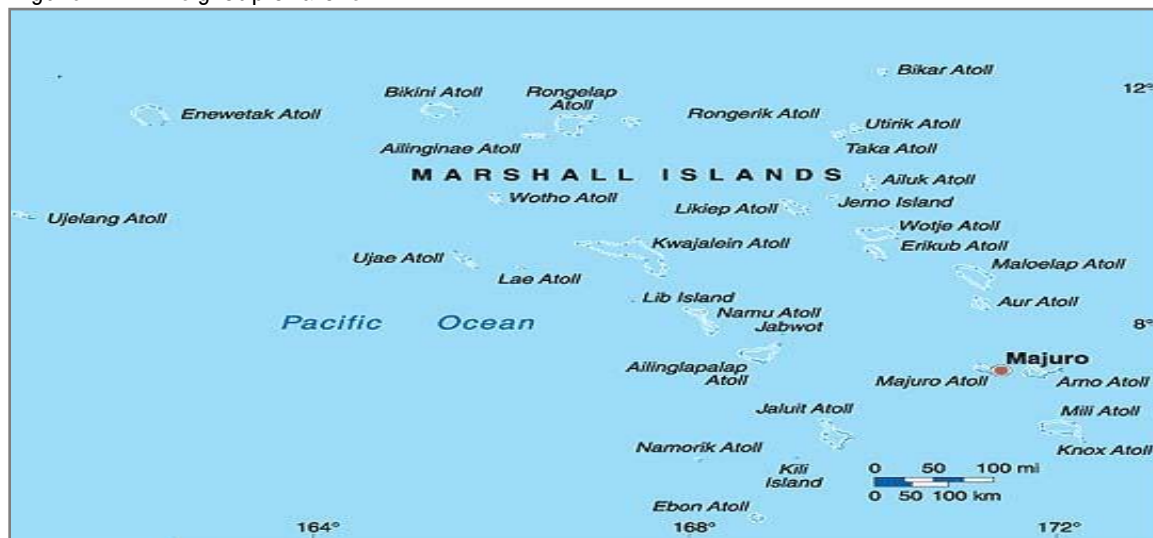 Bikar Atoll
12°
Bikini Atoll
Rongelap
Atoll
Enewetak Atoll
Rongerik Atoll
Utirik Atoll
Ailinginae Atoll
Taka Atoll
MARSHALL ISLANDS
Ailuk Atoll
Wotho Atoll
Likiep Atoll
Jemo Island
Ujelang Atoll
Wotje Atoll
Kwajalein Atoll
Erikub Atoll
Ujae Atoll
Maloelap Atoll
Lae Atoll
Lib Island
Aur Atoll
Namu Atoll
Pacific Ocean
Jabwot
8°
Majuro
Ailinglapalap
Atoll
Majuro Atoll
Arno Atoll
Jaluit Atoll
Mili Atoll
Namorik Atoll
Knox Atoll
Kili
Island
0 50 100 mi
0 50 100 km
Ebon Atoll
164°
168°
172°